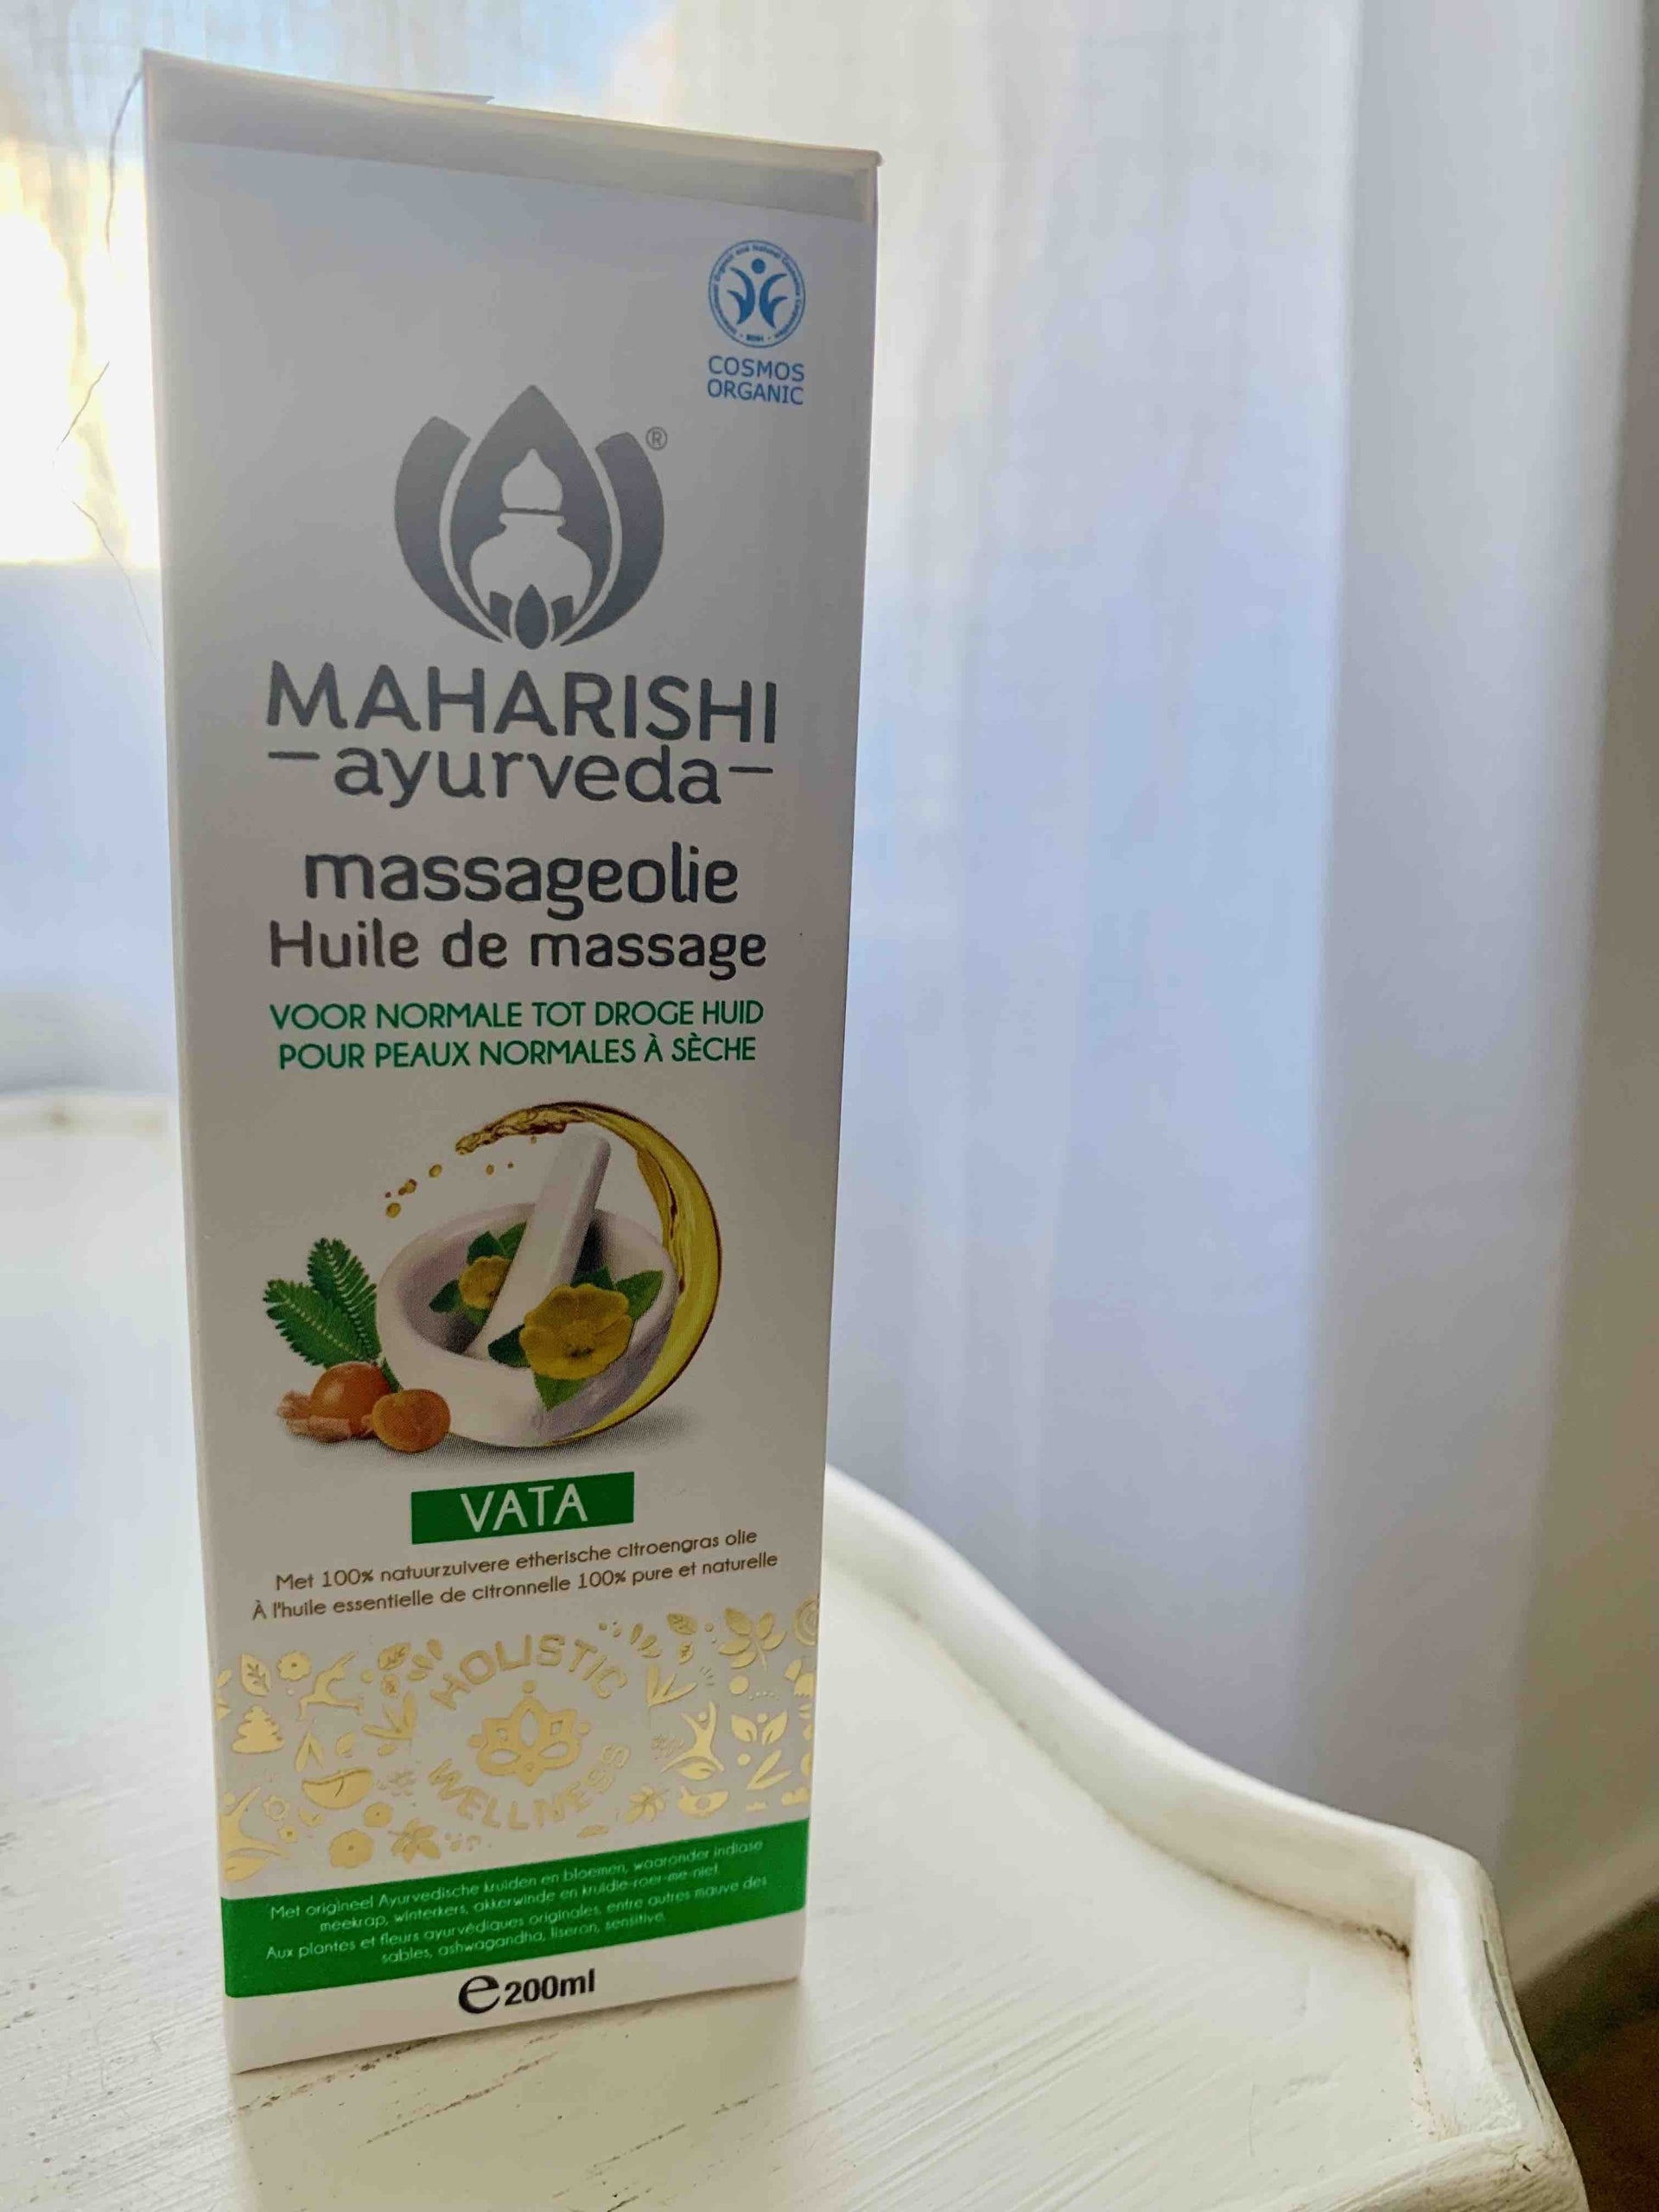 COSMOS
ORGANIC
®
MAHARISHI
ayurveda
massageolie
Huile de massage
VOOR NORMALE TOT DROGE HUID
POUR PEAUX NORMALES À SÈCHE
VATA
Met 100% natuurzuivere etherische citroengras olie
À l'huile essentielle de citronnelle 100% pure et naturelle
HOLISTIC
WELLNESS
Met origineel Ayurvedische kruiden en bloemen, waaronder indiase
meekrap, winterkers, akkerwinde en kruidje-roer-me-niet.
Aux plantes et fleurs ayurvédiques originales, entre autres mauve des
sables, ashwagandha, liseron, sensitive.
e 200ml